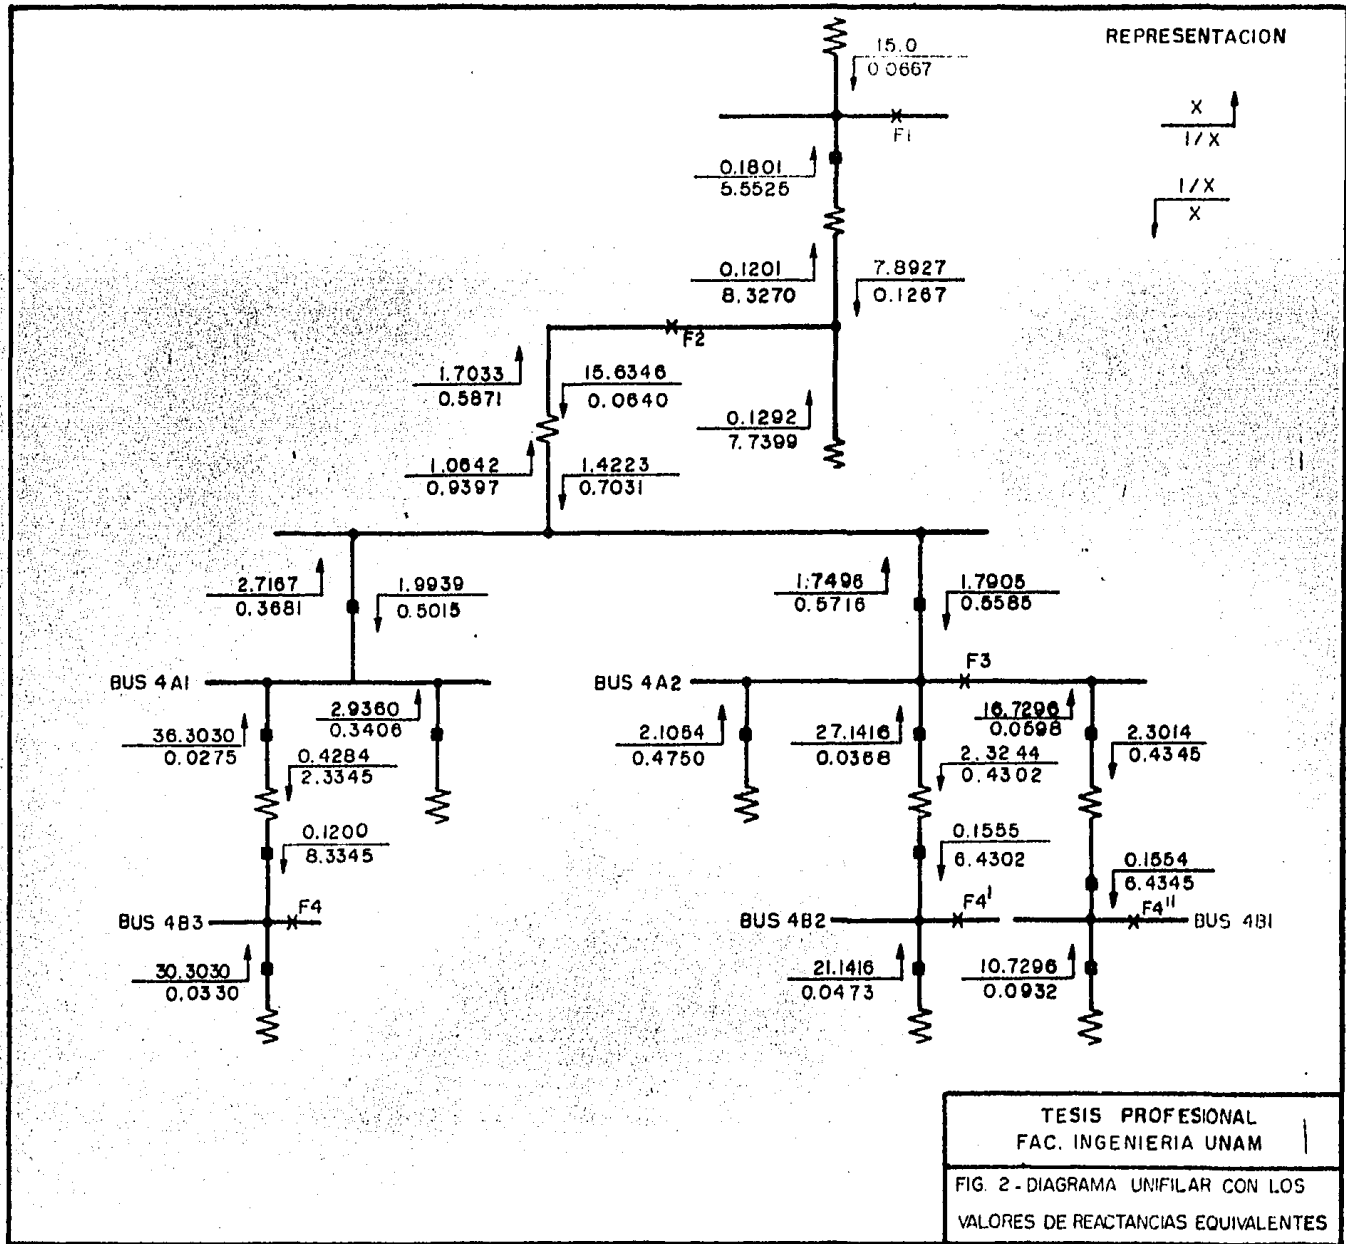 REPRESENTACION
15.0
0.0667
X
1/X
F1
0.1801
5.5525
1/X
X
0.1201
8.3270
7.8927
0.1267
F2
1.7033
0.5871
15.6346
0.0640
0.1292
7.7399
1.0642
0.9397
1.4223
0.7031
2.7167
0.3681
1.9939
0.5015
1.7496
0.5716
1.7905
0.5585
BUS 4A1
BUS 4A2
F3
36.3030
0.0275
2.9360
0.3406
0.4284
2.3345
2.1054
0.4750
27.1416
0.0368
16.7296
0.0598
2.3244
0.4302
2.3014
0.4345
0.1200
8.3345
0.1555
6.4302
0.1554
6.4345
BUS 4B3
F4
BUS 4B2
F4'
F4''
BUS 4B1
30.3030
0.0330
21.1416
0.0473
10.7296
0.0932
TESIS PROFESIONAL
FAC. INGENIERIA UNAM
FIG. 2-DIAGRAMA UNIFILAR CON LOS
VALORES DE REACTANCIAS EQUIVALENTES